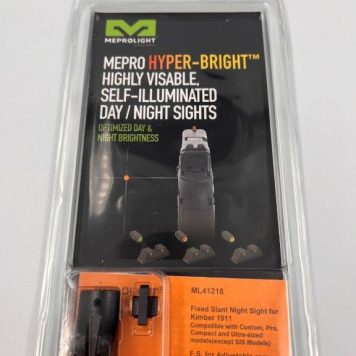 MEPROLIGHT
MEPRO HYPER-BRIGHT™
HIGHLY VISABLE,
SELF-ILLUMINATED
DAY / NIGHT SIGHTS
OPTIMIZED DAY &
NIGHT BRIGHTNESS
ML41218
Fixed Slant Night Sight for
Kimber 1911
Compatible with Custom, Pro,
Compact and Ultra-sized
models(except SIS Models)